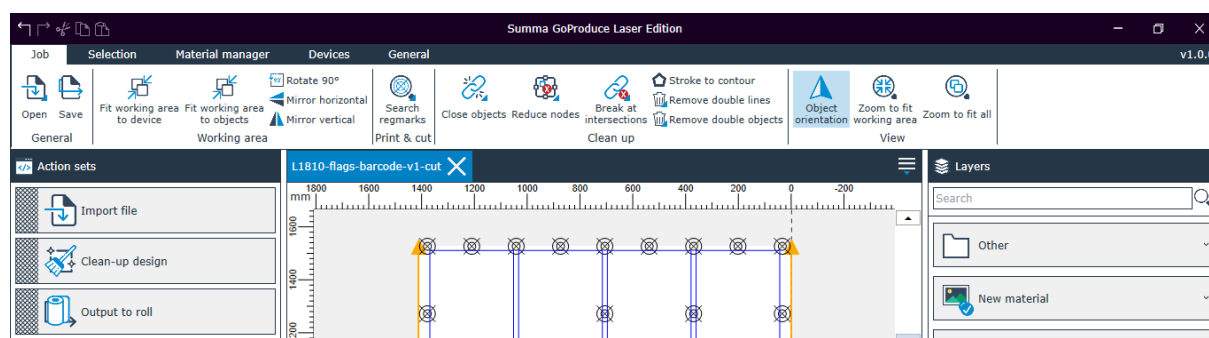 Summa GoProduce Laser Edition
Job Selection Material manager Devices General
v1.0.
Open Save
General
Fit working area to device
Fit working area to objects
Rotate 90°
Mirror horizontal
Mirror vertical
Working area
Search regmarks
Print & cut
Close objects
Reduce nodes
Break at intersections
Stroke to contour
Remove double lines
Remove double objects
Clean up
Object orientation
Zoom to fit working area
Zoom to fit all
View
Action sets
Import file
Clean-up design
Output to roll
L1810-flags-barcode-v1-cut
mm
1800 1600 1400 1200 1000 800 600 400 200 0 -200
1600
1400
200
Layers
Search
Other
New material